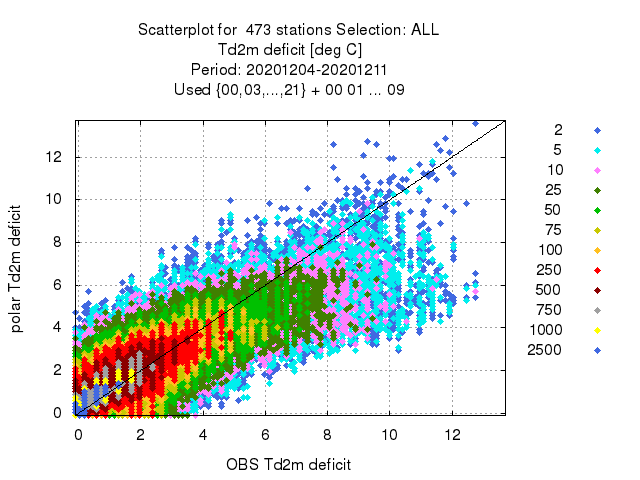 Scatterplot for 473 stations Selection: ALL
Td2m deficit [deg C]
Period: 20201204-20201211
Used {00,03,...,21} + 00 01 ... 09
polar Td2m deficit
12
10
8
6
4
2
0
0 2 4 6 8 10 12
OBS Td2m deficit
2
5
10
25
50
75
100
250
500
750
1000
2500